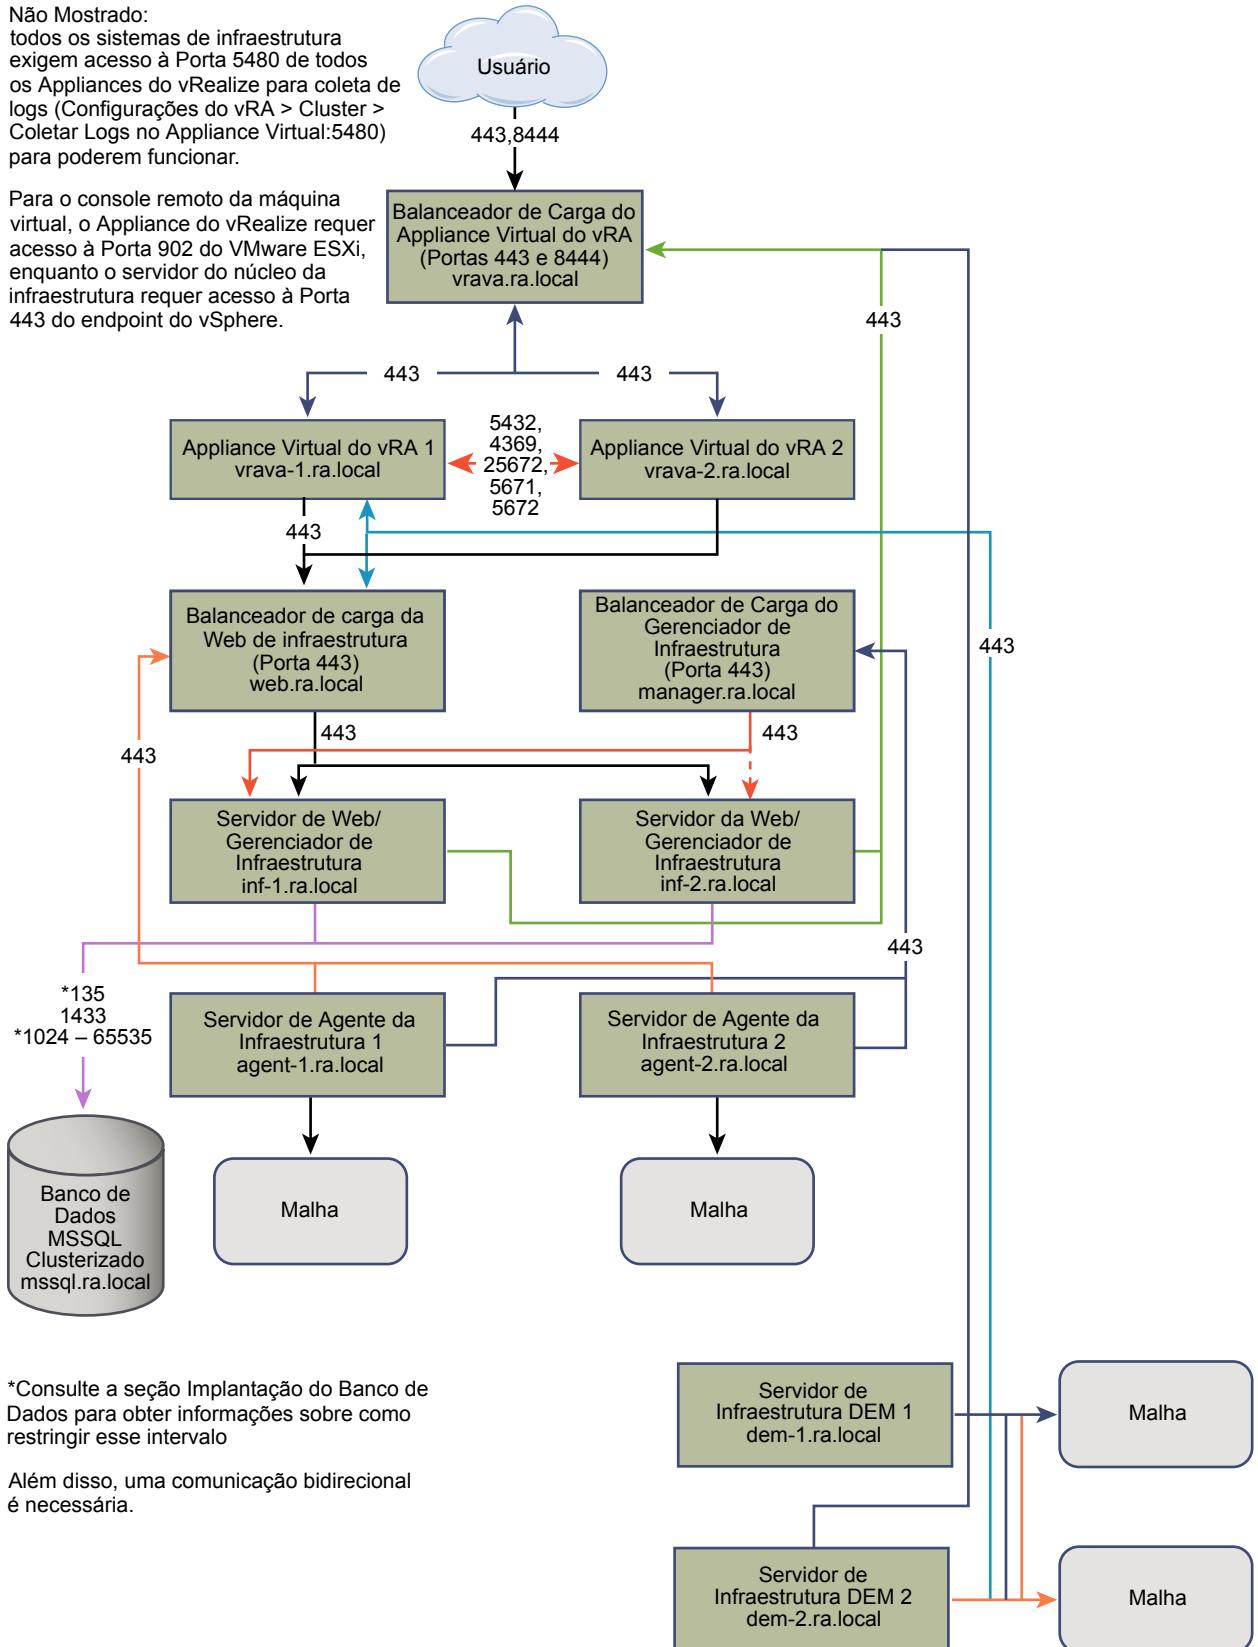 Não Mostrado:
todos os sistemas de infraestrutura
exigem acesso à Porta 5480 de todos
os Appliances do vRealize para coleta de
logs (Configurações do vRA > Cluster >
Coletar Logs no Appliance Virtual:5480)
para poderem funcionar.
Para o console remoto da máquina
virtual, o Appliance do vRealize requer
acesso à Porta 902 do VMware ESXi,
enquanto o servidor do núcleo da
infraestrutura requer acesso à Porta
443 do endpoint do vSphere.
Usuário
443,8444
Balanceador de Carga do
Appliance Virtual do vRA
(Portas 443 e 8444)
vrava.ra.local
443
443
443
Appliance Virtual do vRA 1
vrava-1.ra.local
5432,
4369,
25672,
5671,
5672
Appliance Virtual do vRA 2
vrava-2.ra.local
443
Balanceador de carga da
Web de infraestrutura
(Porta 443)
web.ra.local
Balanceador de Carga do
Gerenciador de
Infraestrutura
(Porta 443)
manager.ra.local
443
443
443
443
Servidor de Web/
Gerenciador de
Infraestrutura
inf-1.ra.local
Servidor da Web/
Gerenciador de
Infraestrutura
inf-2.ra.local
443
*135
1433
*1024 – 65535
Servidor de Agente da
Infraestrutura 1
agent-1.ra.local
Servidor de Agente da
Infraestrutura 2
agent-2.ra.local
Banco de
Dados
MSSQL
Clusterizado
mssql.ra.local
Malha
Malha
*Consulte a seção Implantação do Banco de
Dados para obter informações sobre como
restringir esse intervalo
Além disso, uma comunicação bidirecional
é necessária.
Servidor de
Infraestrutura DEM 1
dem-1.ra.local
Malha
Servidor de
Infraestrutura DEM 2
dem-2.ra.local
Malha